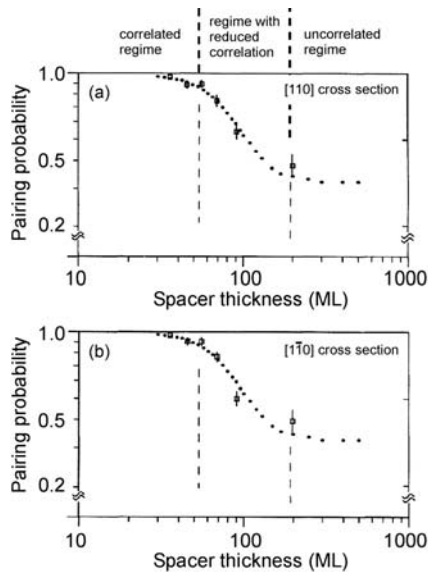 correlated
regime
regime with
reduced
correlation
uncorrelated
regime
1.0
(a)
[110] cross section
Pairing probability
0.5
0.2
10
100
1000
Spacer thickness (ML)
1.0
(b)
[11̄0] cross section
Pairing probability
0.5
0.2
10
100
1000
Spacer thickness (ML)